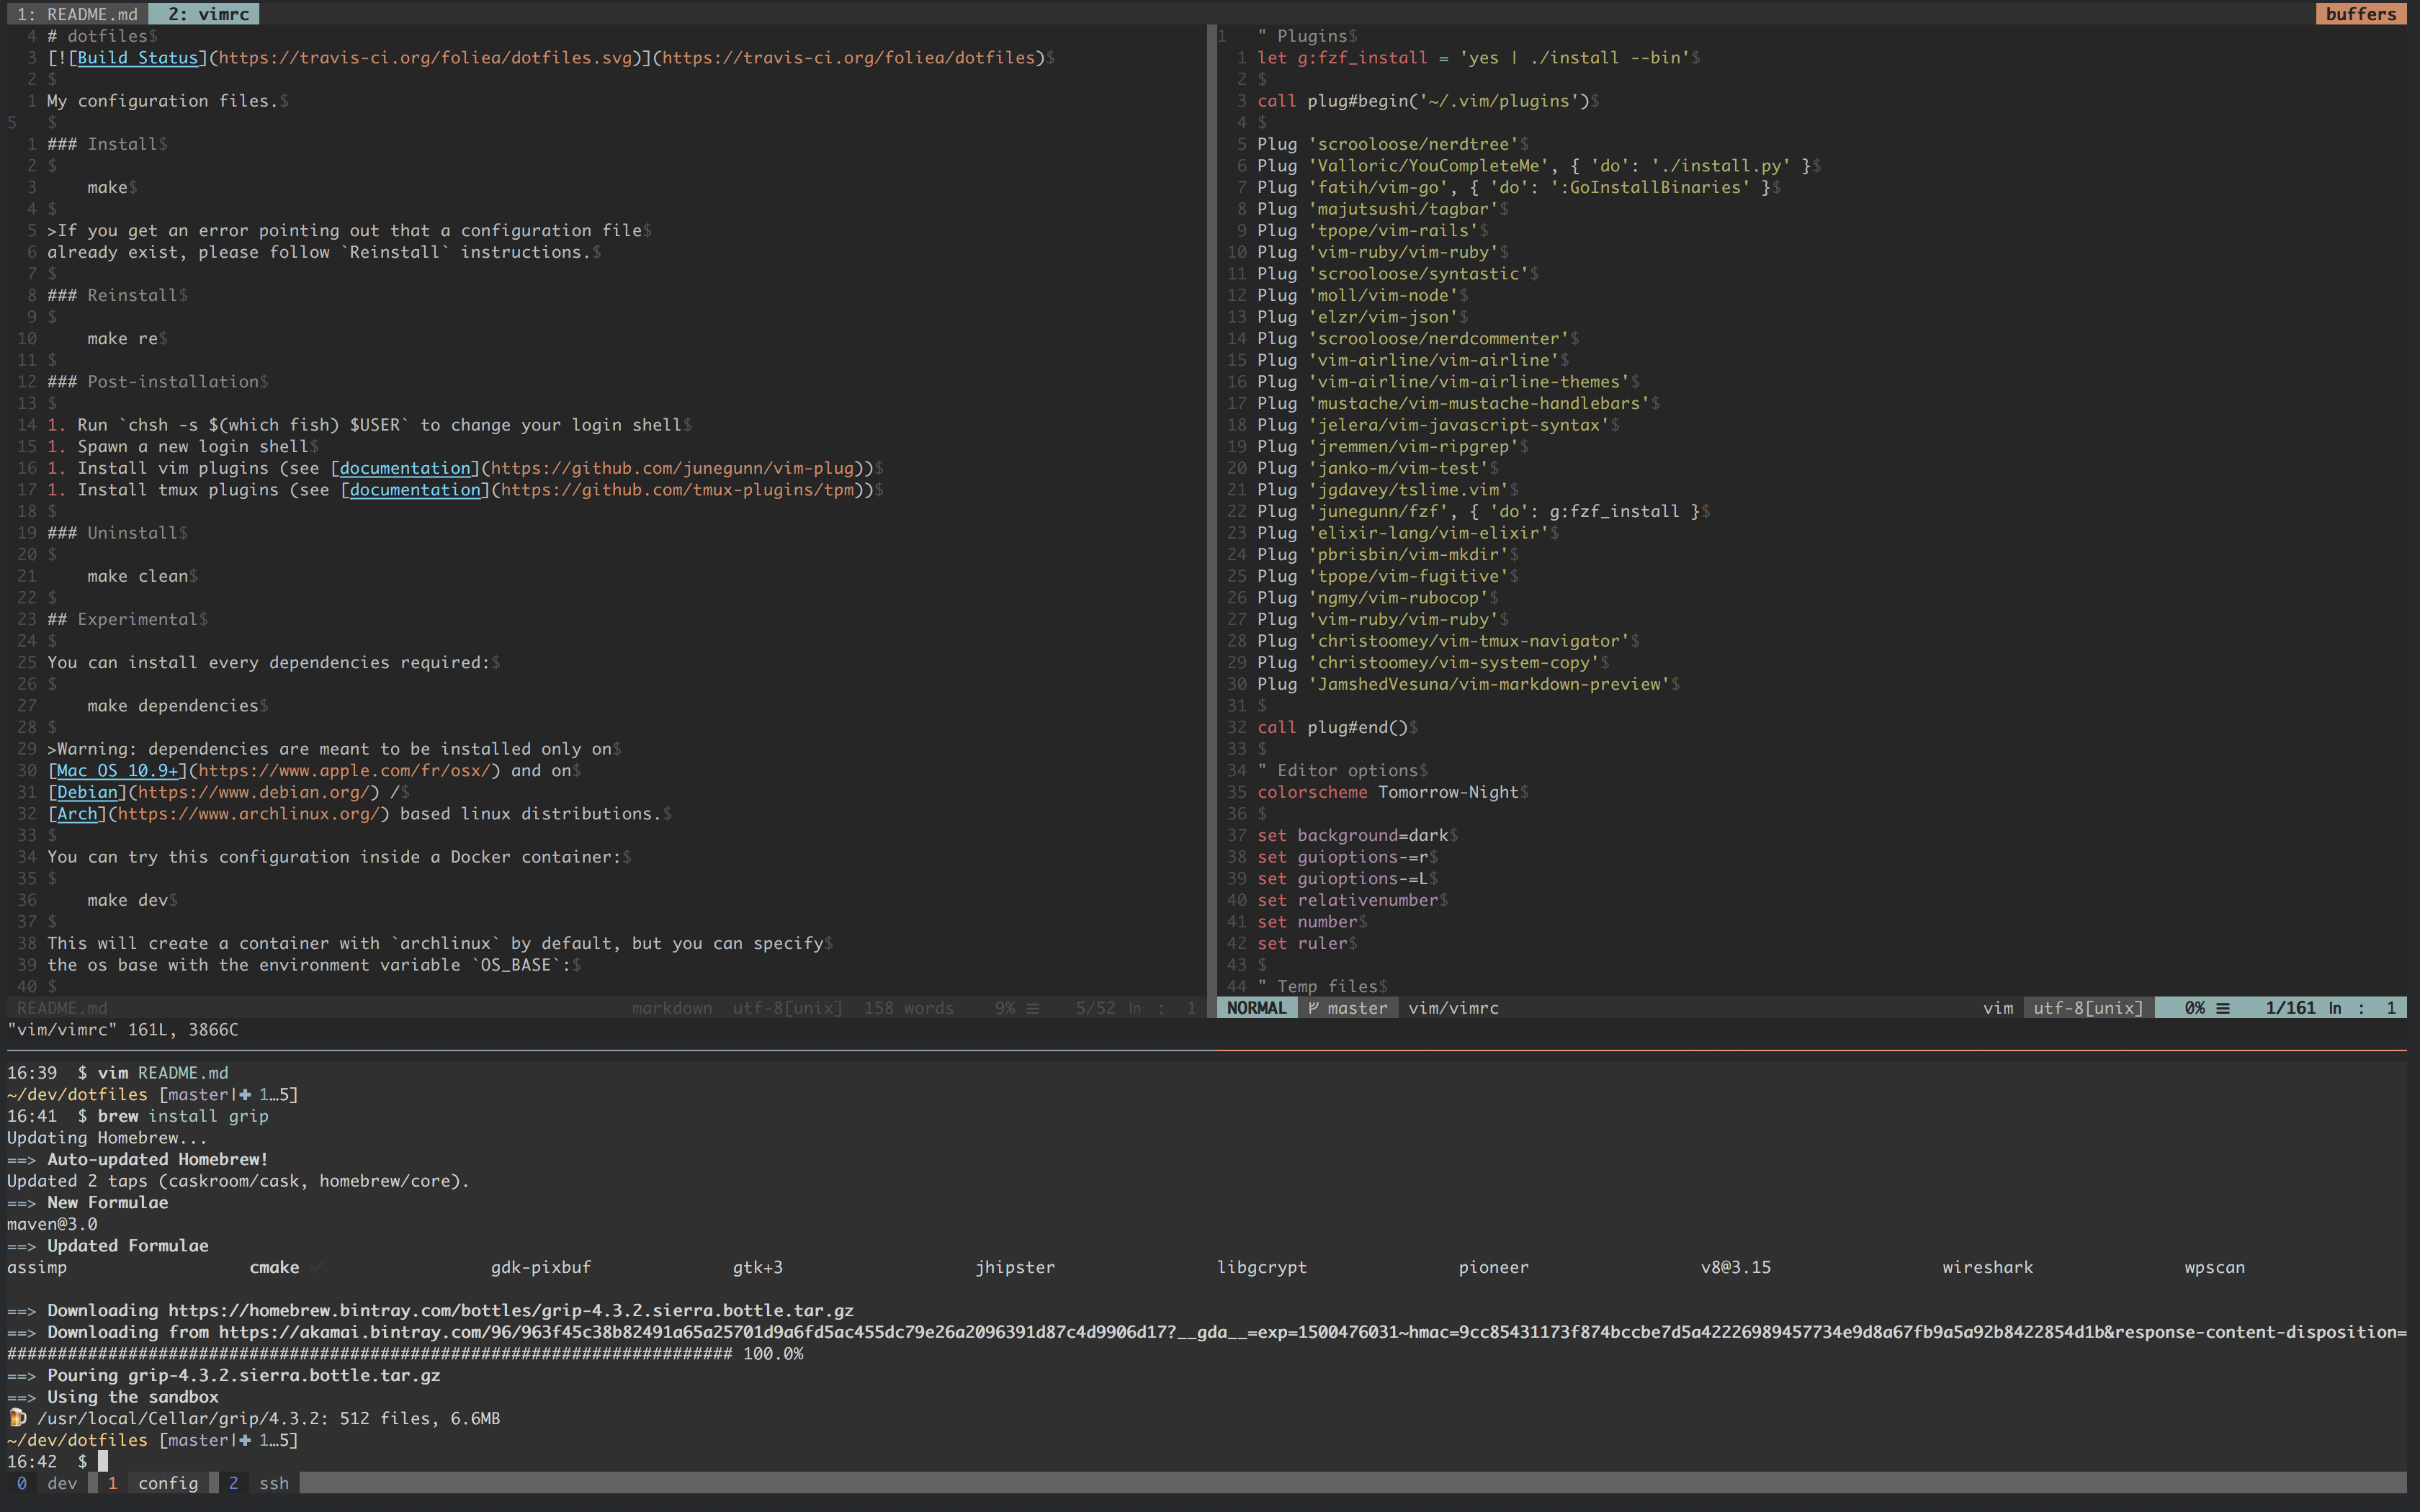 1: README.md  2: vimrc  buffers
4 # dotfiles$
3 [![Build Status](https://travis-ci.org/foliea/dotfiles.svg)](https://travis-ci.org/foliea/dotfiles)$
2 $
1 My configuration files.$
5   $
1 ### Install$
2 $
3     make$
4 $
5 >If you get an error pointing out that a configuration file$
6 already exist, please follow `Reinstall` instructions.$
7 $
8 ### Reinstall$
9 $
10     make re$
11 $
12 ### Post-installation$
13 $
14 1. Run `chsh -s $(which fish) $USER` to change your login shell$
15 1. Spawn a new login shell$
16 1. Install vim plugins (see [documentation](https://github.com/junegunn/vim-plug))$
17 1. Install tmux plugins (see [documentation](https://github.com/tmux-plugins/tpm))$
18 $
19 ### Uninstall$
20 $
21     make clean$
22 $
23 ## Experimental$
24 $
25 You can install every dependencies required:$
26 $
27     make dependencies$
28 $
29 >Warning: dependencies are meant to be installed only on$
30 [Mac OS 10.9+](https://www.apple.com/fr/osx/) and on$
31 [Debian](https://www.debian.org/) /$
32 [Arch](https://www.archlinux.org/) based linux distributions.$
33 $
34 You can try this configuration inside a Docker container:$
35 $
36     make dev$
37 $
38 This will create a container with `archlinux` by default, but you can specify$
39 the os base with the environment variable `OS_BASE`:$
40 $
README.md  markdown  utf-8[unix]  158 words  9% ☰  5/52 ln :  1
1   " Plugins$
1 let g:fzf_install = 'yes | ./install --bin'$
2 $
3 call plug#begin('~/.vim/plugins')$
4 $
5 Plug 'scrooloose/nerdtree'$
6 Plug 'Valloric/YouCompleteMe', { 'do': './install.py' }$
7 Plug 'fatih/vim-go', { 'do': ':GoInstallBinaries' }$
8 Plug 'majutsushi/tagbar'$
9 Plug 'tpope/vim-rails'$
10 Plug 'vim-ruby/vim-ruby'$
11 Plug 'scrooloose/syntastic'$
12 Plug 'moll/vim-node'$
13 Plug 'elzr/vim-json'$
14 Plug 'scrooloose/nerdcommenter'$
15 Plug 'vim-airline/vim-airline'$
16 Plug 'vim-airline/vim-airline-themes'$
17 Plug 'mustache/vim-mustache-handlebars'$
18 Plug 'jelera/vim-javascript-syntax'$
19 Plug 'jremmen/vim-ripgrep'$
20 Plug 'janko-m/vim-test'$
21 Plug 'jgdavey/tslime.vim'$
22 Plug 'junegunn/fzf', { 'do': g:fzf_install }$
23 Plug 'elixir-lang/vim-elixir'$
24 Plug 'pbrisbin/vim-mkdir'$
25 Plug 'tpope/vim-fugitive'$
26 Plug 'ngmy/vim-rubocop'$
27 Plug 'vim-ruby/vim-ruby'$
28 Plug 'christoomey/vim-tmux-navigator'$
29 Plug 'christoomey/vim-system-copy'$
30 Plug 'JamshedVesuna/vim-markdown-preview'$
31 $
32 call plug#end()$
33 $
34 " Editor options$
35 colorscheme Tomorrow-Night$
36 $
37 set background=dark$
38 set guioptions-=r$
39 set guioptions-=L$
40 set relativenumber$
41 set number$
42 set ruler$
43 $
44 " Temp files$
NORMAL  master  vim/vimrc  vim  utf-8[unix]  0% ☰  1/161 ln :  1
"vim/vimrc" 161L, 3866C
16:39  $ vim README.md
~/dev/dotfiles [master|✚ 1…5]
16:41  $ brew install grip
Updating Homebrew...
==> Auto-updated Homebrew!
Updated 2 taps (caskroom/cask, homebrew/core).
==> New Formulae
maven@3.0
==> Updated Formulae
assimp  cmake ✔  gdk-pixbuf  gtk+3  jhipster  libgcrypt  pioneer  v8@3.15  wireshark  wpscan
==> Downloading https://homebrew.bintray.com/bottles/grip-4.3.2.sierra.bottle.tar.gz
==> Downloading from https://akamai.bintray.com/96/963f45c38b82491a65a25701d9a6fd5ac455dc79e26a2096391d87c4d9906d17?__gda__=exp=1500476031~hmac=9cc85431173f874bccbe7d5a42226989457734e9d8a67fb9a5a92b8422854d1b&response-content-disposition=
######################################################################## 100.0%
==> Pouring grip-4.3.2.sierra.bottle.tar.gz
==> Using the sandbox
🍺 /usr/local/Cellar/grip/4.3.2: 512 files, 6.6MB
~/dev/dotfiles [master|✚ 1…5]
16:42  $
0 dev  1 config  2 ssh